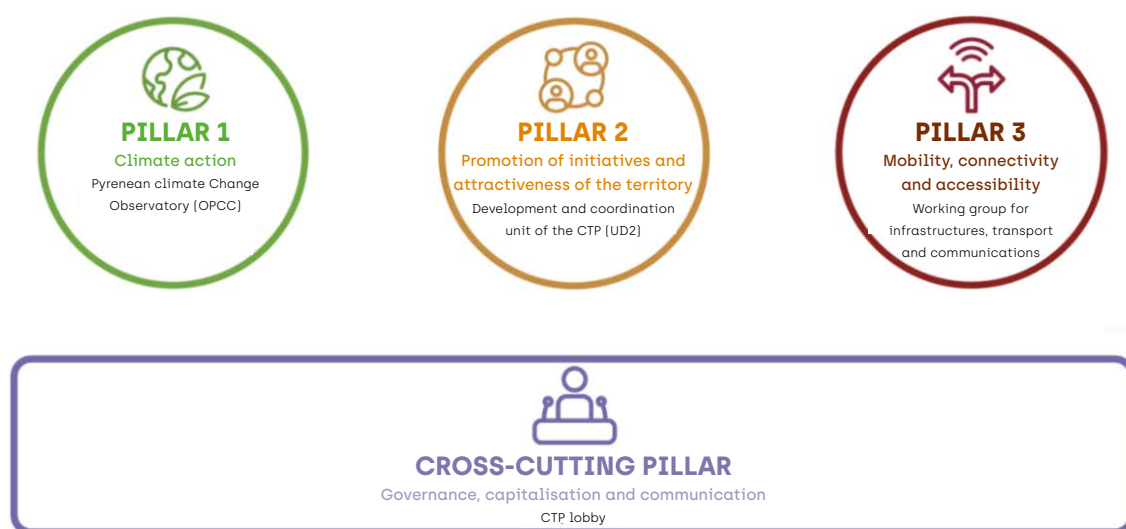 PILLAR 1
Climate action
Pyrenean climate Change
Observatory (OPCC)
PILLAR 2
Promotion of initiatives and
attractiveness of the territory
Development and coordination
unit of the CTP (UD2)
PILLAR 3
Mobility, connectivity
and accessibility
Working group for
infrastructures, transport
and communications
CROSS-CUTTING PILLAR
Governance, capitalisation and communication
CTP lobby